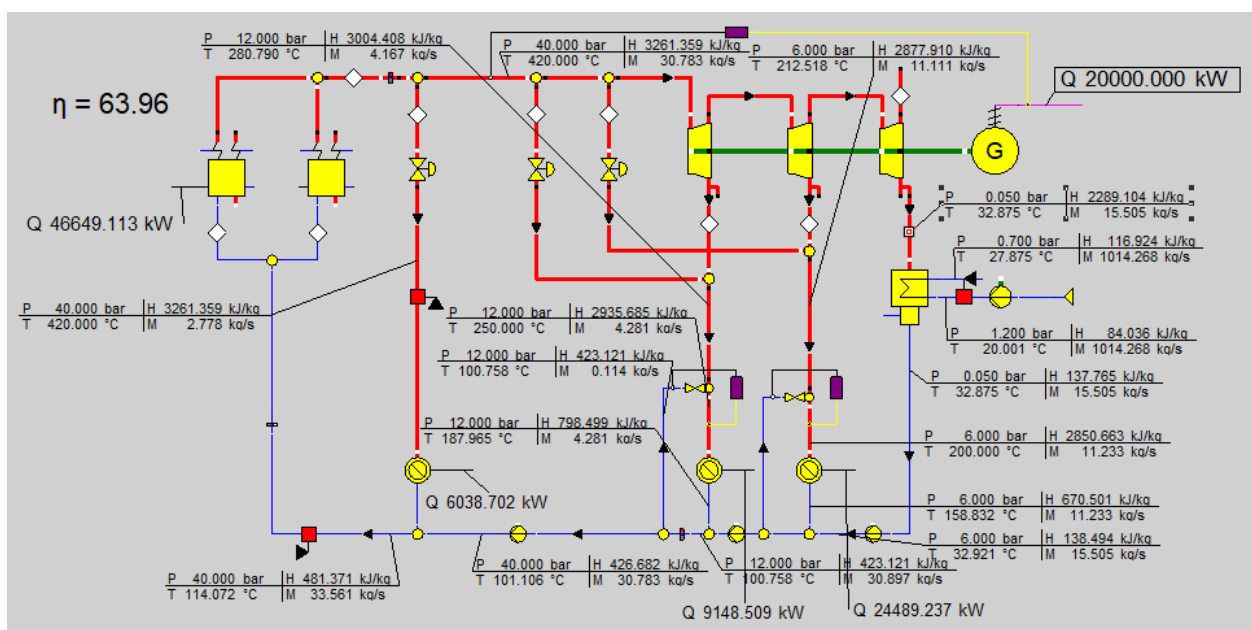 P 12.000 bar H 3004.408 kJ/kg
T 280.790 °C M 4.167 kg/s
P 40.000 bar H 3261.359 kJ/kg
T 420.000 °C M 30.783 kg/s
P 6.000 bar H 2877.910 kJ/kg
T 212.518 °C M 11.111 kg/s
Q 20000.000 kW
η = 63.96
G
Q 46649.113 kW
P 0.050 bar H 2289.104 kJ/kg
T 32.875 °C M 15.505 kg/s
P 0.700 bar H 116.924 kJ/kg
T 27.875 °C M 1014.268 kg/s
P 40.000 bar H 3261.359 kJ/kg
T 420.000 °C M 2.778 kg/s
P 12.000 bar H 2935.685 kJ/kg
T 250.000 °C M 4.281 kg/s
P 1.200 bar H 84.036 kJ/kg
T 20.001 °C M 1014.268 kg/s
P 12.000 bar H 423.121 kJ/kg
T 100.758 °C M 0.114 kg/s
P 0.050 bar H 137.765 kJ/kg
T 32.875 °C M 15.505 kg/s
P 12.000 bar H 798.499 kJ/kg
T 187.965 °C M 4.281 kg/s
P 6.000 bar H 2850.663 kJ/kg
T 200.000 °C M 11.233 kg/s
Q 6038.702 kW
P 6.000 bar H 670.501 kJ/kg
T 158.832 °C M 11.233 kg/s
P 6.000 bar H 138.494 kJ/kg
T 32.921 °C M 15.505 kg/s
P 40.000 bar H 481.371 kJ/kg
T 114.072 °C M 33.561 kg/s
P 40.000 bar H 426.682 kJ/kg
T 101.106 °C M 30.783 kg/s
P 12.000 bar H 423.121 kJ/kg
T 100.758 °C M 30.897 kg/s
Q 9148.509 kW
Q 24489.237 kW